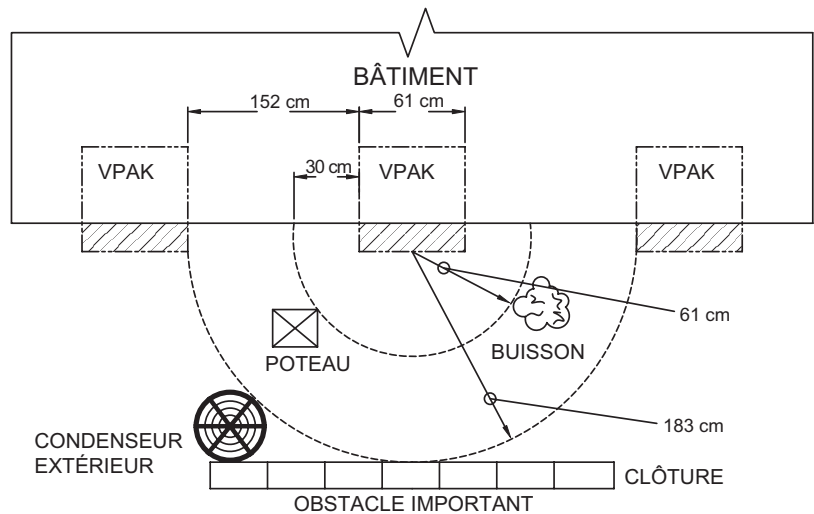 BÂTIMENT
152 cm
61 cm
30 cm
VPAK
VPAK
VPAK
61 cm
BUISSON
POTEAU
183 cm
CONDENSEUR
EXTÉRIEUR
CLÔTURE
OBSTACLE IMPORTANT